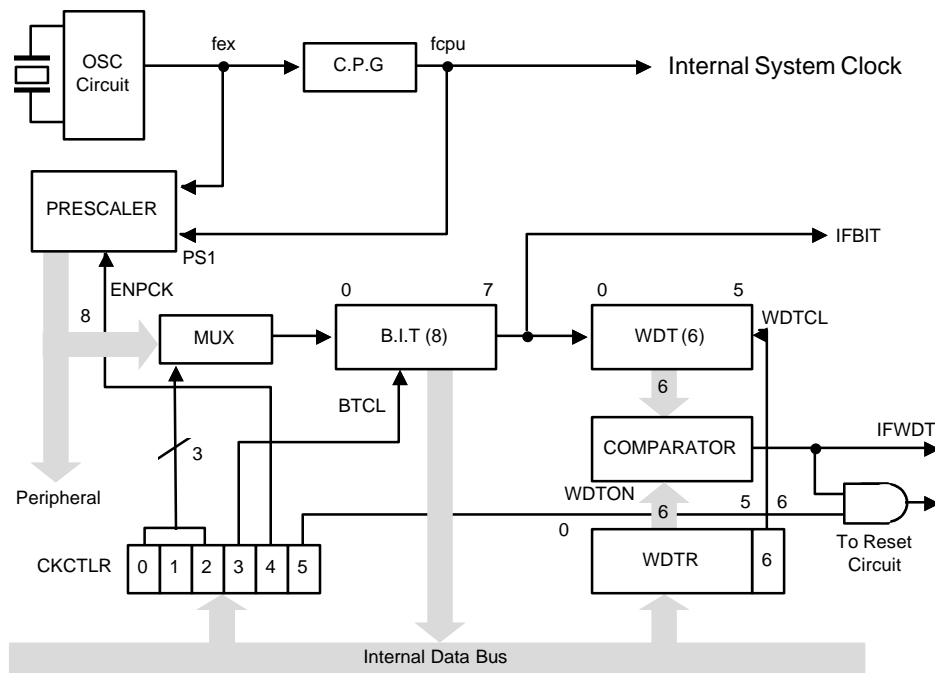 OSC
Circuit
fex
C.P.G
fcpu
Internal System Clock
PRESCALER
PS1
ENPCK
8
IFBIT
0 7
0 5
MUX
B.I.T (8)
WDT (6)
WDTCL
BTCL
6
3
COMPARATOR
IFWDT
Peripheral
WDTON
6
5 6
0
To Reset
Circuit
CKCTLR
0 1 2 3 4 5
WDTR
6
Internal Data Bus